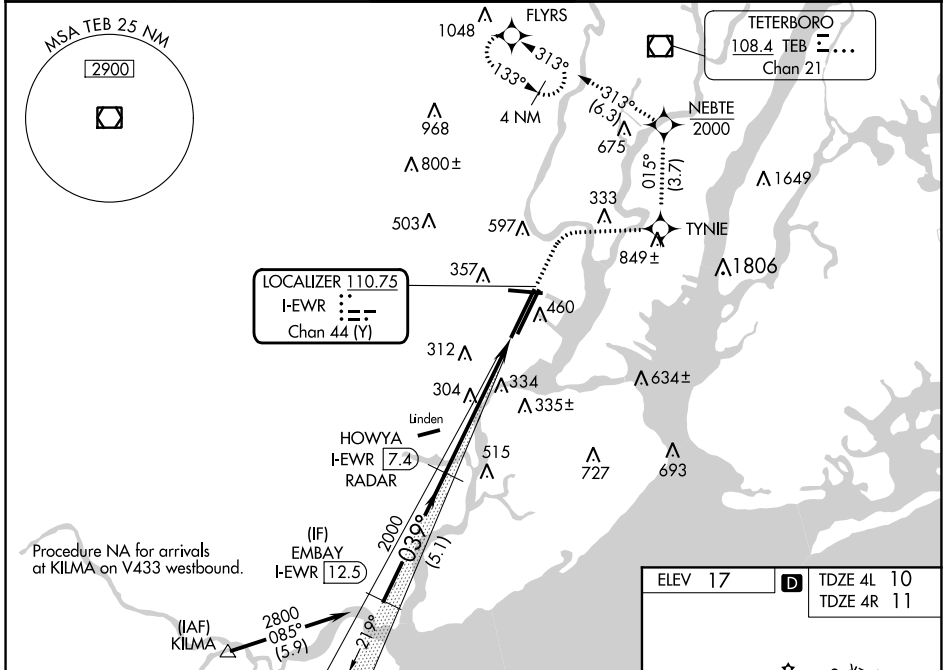 MSA TEB 25 NM
2900
1048
FLYRS
313°
133°
4 NM
TETERBORO
108.4 TEB
Chan 21
313°
(6.3)
NEBTE
2000
968
675
800±
015°
(3.7)
1649
503
597
333
TYNIE
849±
1806
357
LOCALIZER 110.75
I-EWR
Chan 44 (Y)
460
312
304
334
634±
335±
Linden
HOWYA
I-EWR 7.4
RADAR
515
727
693
2000
039°
(5.1)
(IF)
EMBAY
I-EWR 12.5
Procedure NA for arrivals
at KILMA on V433 westbound.
(IAF)
KILMA
2800
085°
(5.9)
219°
ELEV 17
D
TDZE 4L 10
TDZE 4R 11